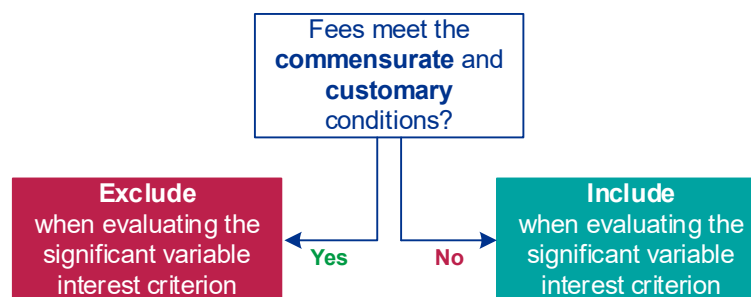 Fees meet the
commensurate and
customary
conditions?
Exclude
when evaluating the
significant variable
interest criterion
Yes
No
Include
when evaluating the
significant variable
interest criterion